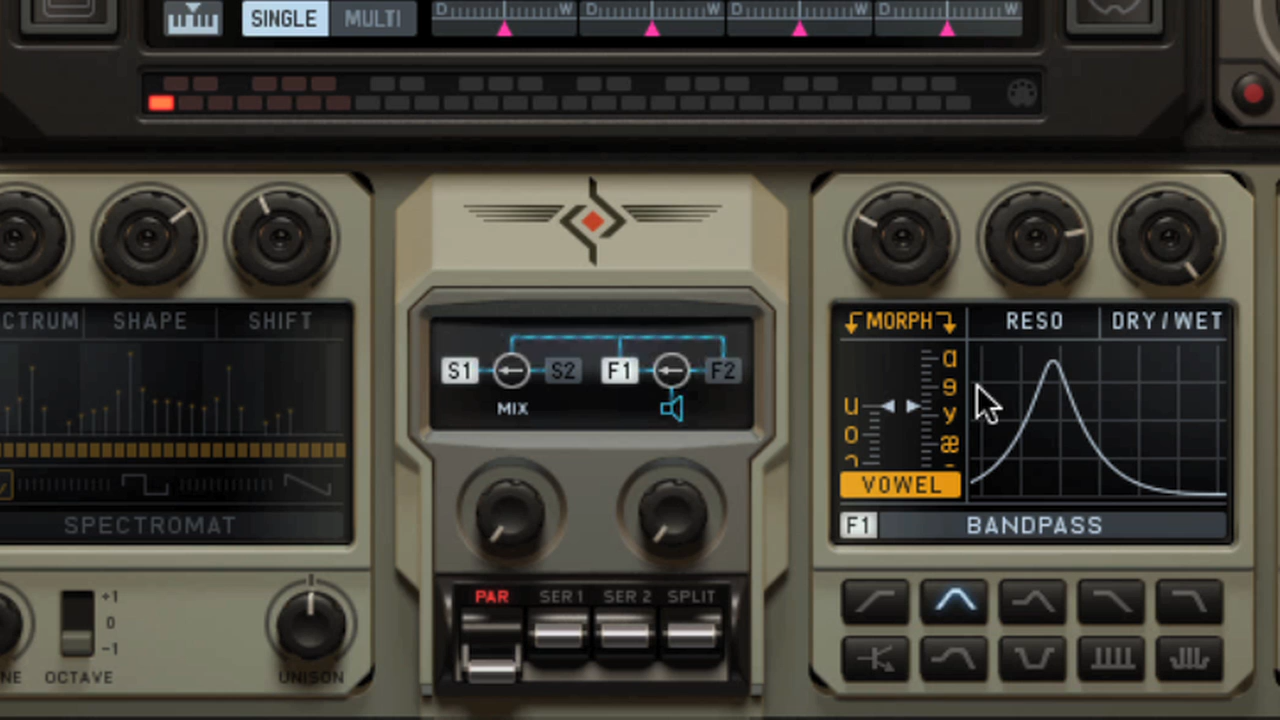 SINGLE MULTI
D W D W D W D W
CTRUM SHAPE SHIFT
S1 S2 F1 F2
MIX
MORPH RESO DRY/WET
ɑ
u
y
o
æ
VOWEL
SPECTROMAT
F1 BANDPASS
PAR SER 1 SER 2 SPLIT
+1
0
-1
NE OCTAVE UNISON